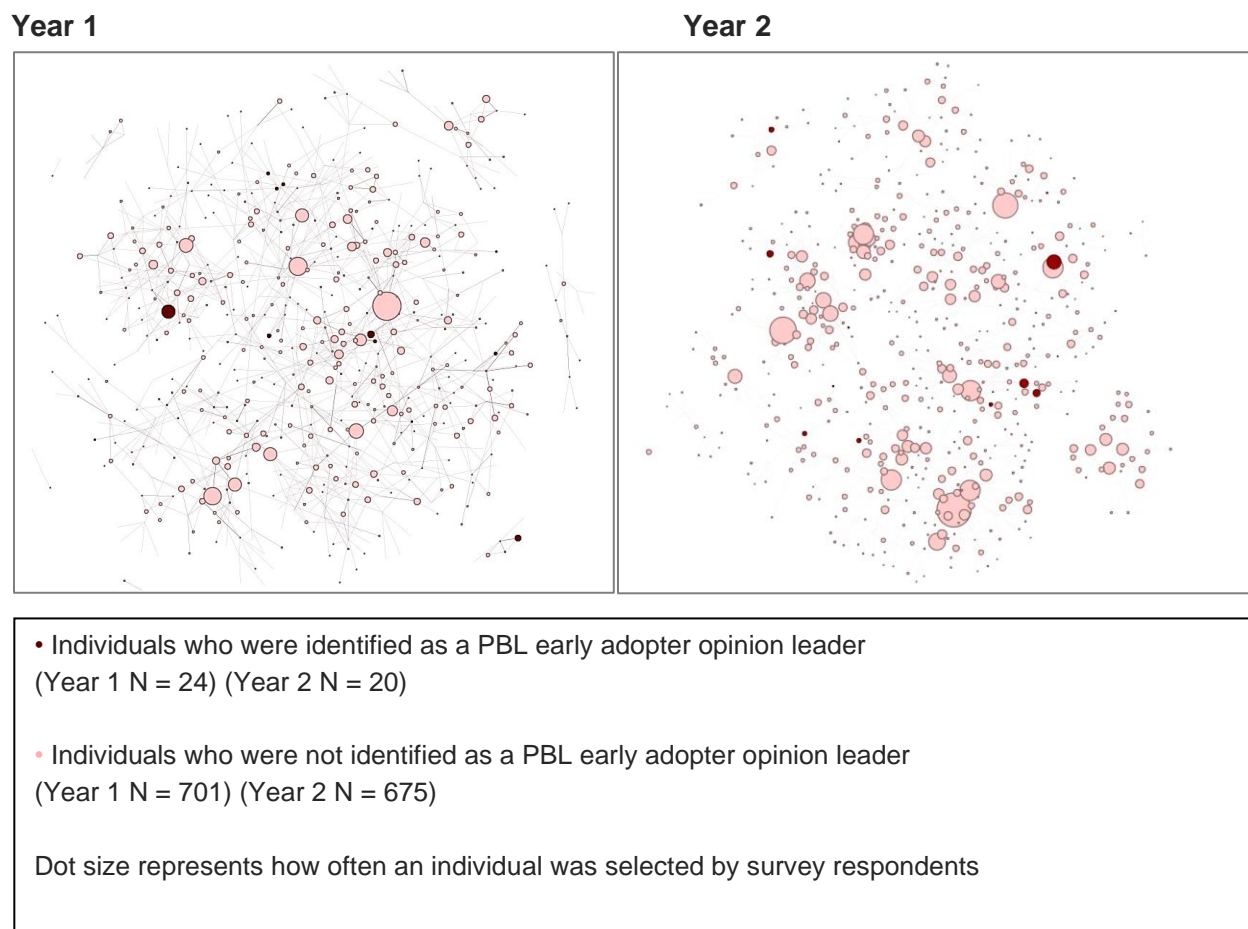 Year 1
Year 2
• Individuals who were identified as a PBL early adopter opinion leader
(Year 1 N = 24) (Year 2 N = 20)
• Individuals who were not identified as a PBL early adopter opinion leader
(Year 1 N = 701) (Year 2 N = 675)
Dot size represents how often an individual was selected by survey respondents